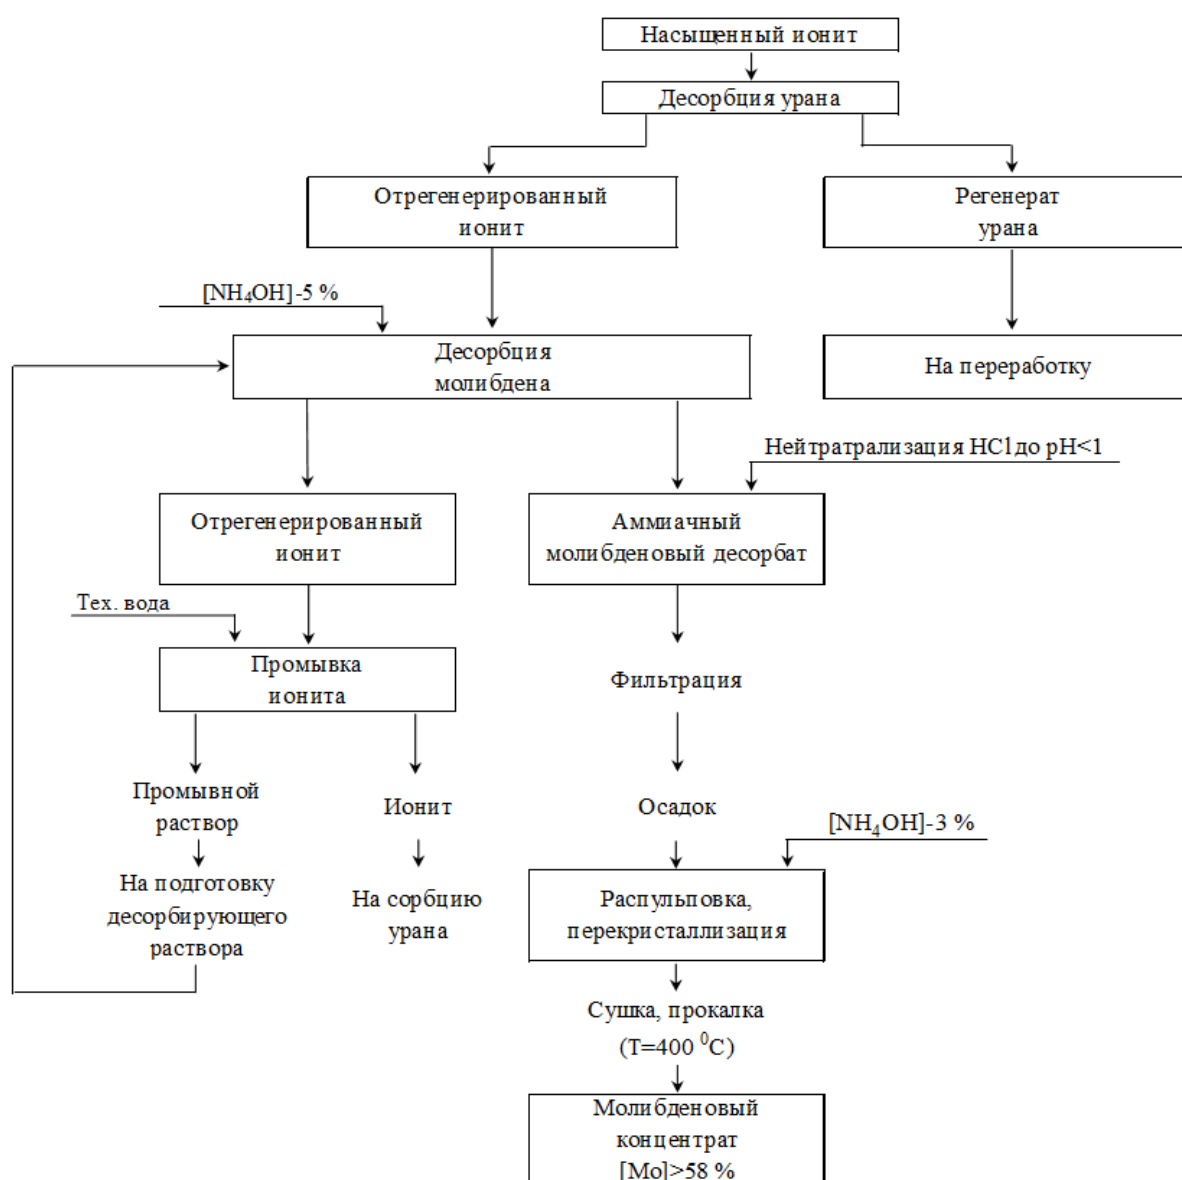 Насыщенный ионит
Десорбция урана
Отрегенерированный
ионит
Регенерат
урана
[NH₄OH]-5 %
Десорбция
молибдена
На переработку
Нейтратрализация HCl до pH<1
Отрегенерированный
ионит
Аммиачный
молибденовый десорбат
Тех. вода
Промывка
ионита
Фильтрация
Промывной
раствор
Ионит
Осадок
[NH₄OH]-3 %
На подготовку
десорбирующего
раствора
На сорбцию
урана
Распульповка,
перекристаллизация
Сушка, прокалка
(T=400 ⁰C)
Молибденовый
концентрат
[Mo]>58 %